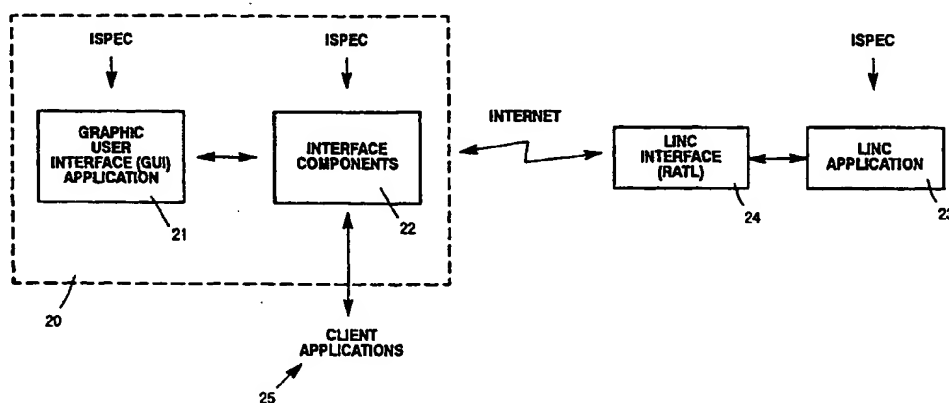 ISPEC
ISPEC
ISPEC
GRAPHIC
USER
INTERFACE (GUI)
APPLICATION
INTERFACE
COMPONENTS
INTERNET
LINC
INTERFACE
(RATL)
LINC
APPLICATION
21
22
24
20
CLIENT
APPLICATIONS
25